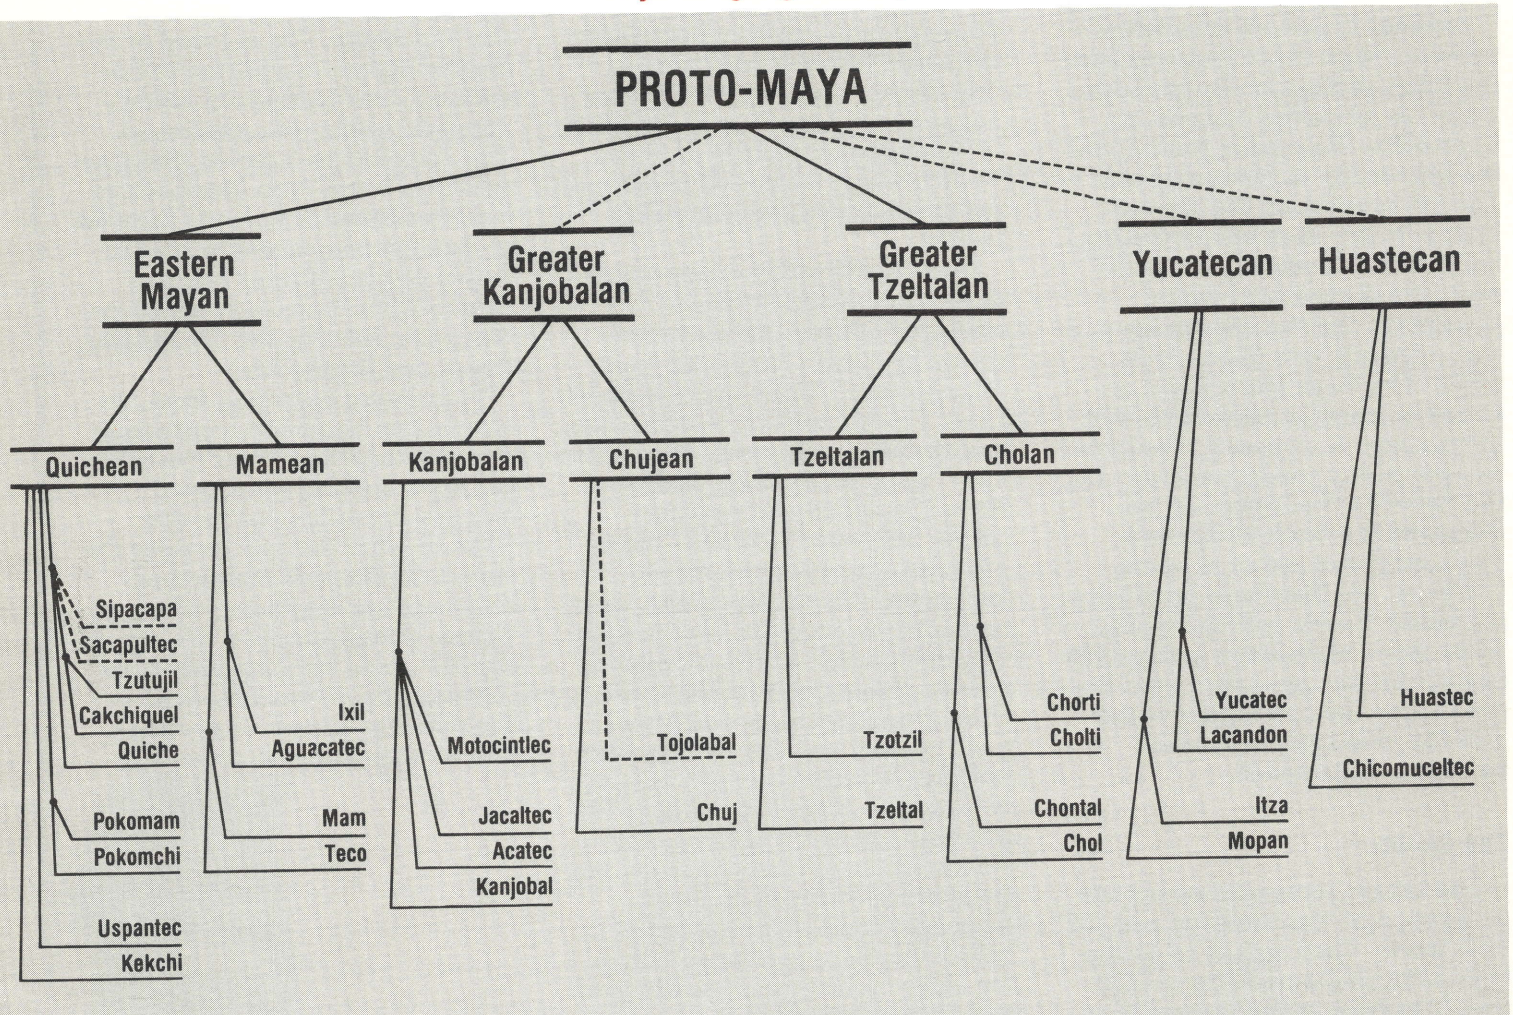 PROTO-MAYA
Eastern
Mayan
Greater
Kanjobalan
Greater
Tzeltalan
Yucatecan
Huastecan
Quichean
Mamean
Kanjobalan
Chujean
Tzeltalan
Cholan
Sipacapa
Sacapultec
Tzutujil
Cakchiquel
Quiche
Pokomam
Pokomchi
Uspantec
Kekchi
Ixil
Aguacatec
Mam
Teco
Motocintlec
Jacaltec
Acatec
Kanjobal
Tojolabal
Chuj
Tzotzil
Tzeltal
Chorti
Cholti
Chontal
Chol
Yucatec
Lacandon
Itza
Mopan
Huastec
Chicomuceltec